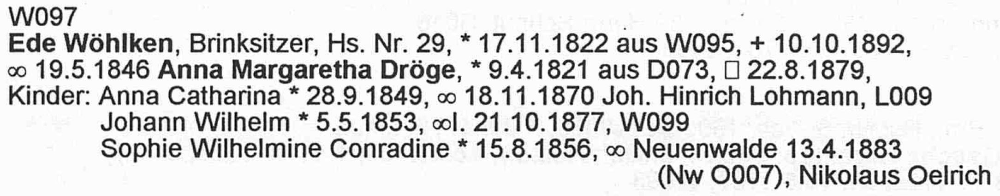 W097
Ede Wöhlken, Brinksitzer, Hs. Nr. 29, * 17.11.1822 aus W095, + 10.10.1892,
∞ 19.5.1846 Anna Margaretha Dröge, * 9.4.1821 aus D073, □ 22.8.1879,
Kinder: Anna Catharina * 28.9.1849, ∞ 18.11.1870 Joh. Hinrich Lohmann, L009
Johann Wilhelm * 5.5.1853, ∞I. 21.10.1877, W099
Sophie Wilhelmine Conradine * 15.8.1856, ∞ Neuenwalde 13.4.1883
(Nw O007), Nikolaus Oelrich